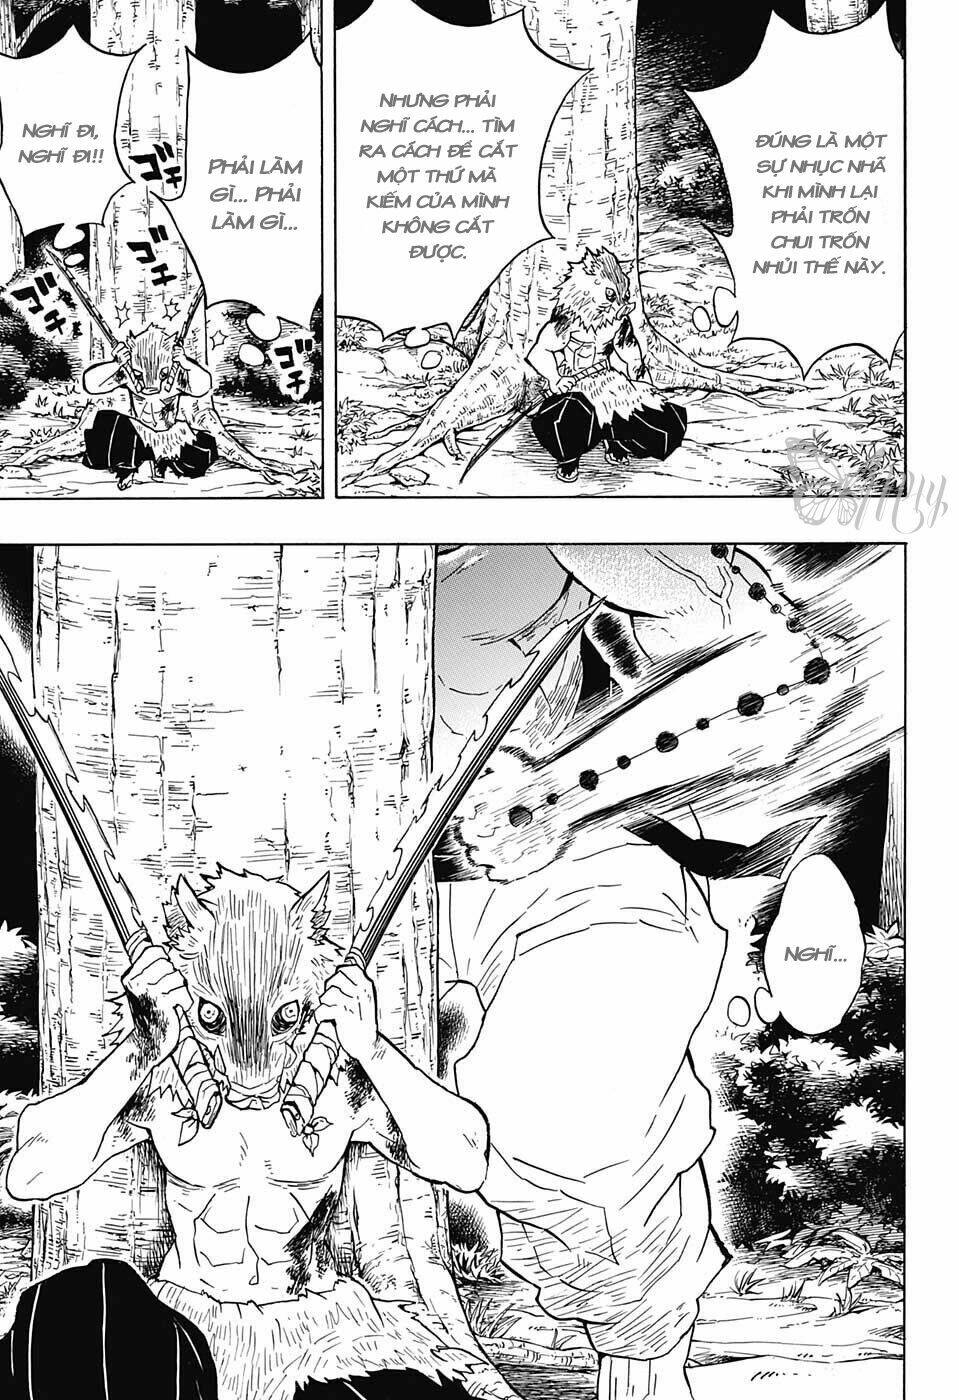 ĐÚNG LÀ MỘT
SỰ NHỤC NHÃ
KHI MÌNH LẠI
PHẢI TRỐN
CHUI TRỐN
NHỦI THẾ NÀY.
NHƯNG PHẢI
NGHĨ CÁCH... TÌM
RA CÁCH ĐỂ CẮT
MỘT THỨ MÀ
KIẾM CỦA MÌNH
KHÔNG CẮT
ĐƯỢC.
PHẢI LÀM
GÌ... PHẢI
LÀM GÌ...
NGHĨ ĐI,
NGHĨ ĐI!!
ゴチ
ゴチ
ゴチ
ゴチ
NGHĨ...